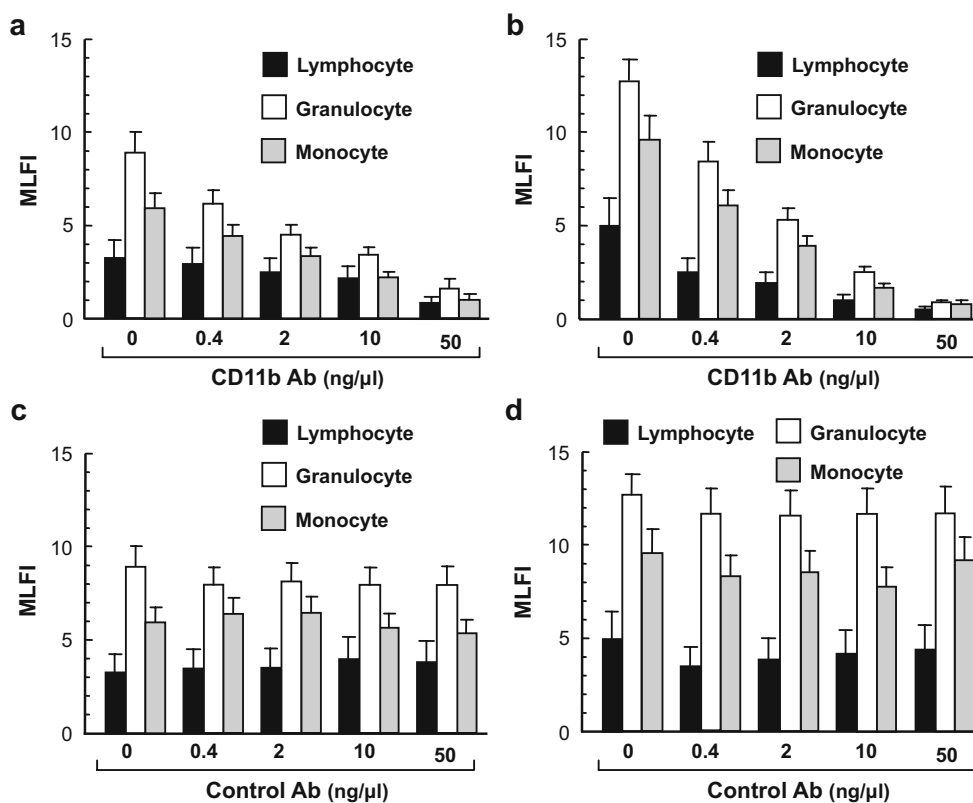 a
15
10
5
0
MLFI
Lymphocyte
Granulocyte
Monocyte
0 0.4 2 10 50
CD11b Ab (ng/μl)
b
15
10
5
0
MLFI
Lymphocyte
Granulocyte
Monocyte
0 0.4 2 10 50
CD11b Ab (ng/μl)
c
15
10
5
0
MLFI
Lymphocyte
Granulocyte
Monocyte
0 0.4 2 10 50
Control Ab (ng/μl)
d
15
10
5
0
MLFI
Lymphocyte Granulocyte
Monocyte
0 0.4 2 10 50
Control Ab (ng/μl)